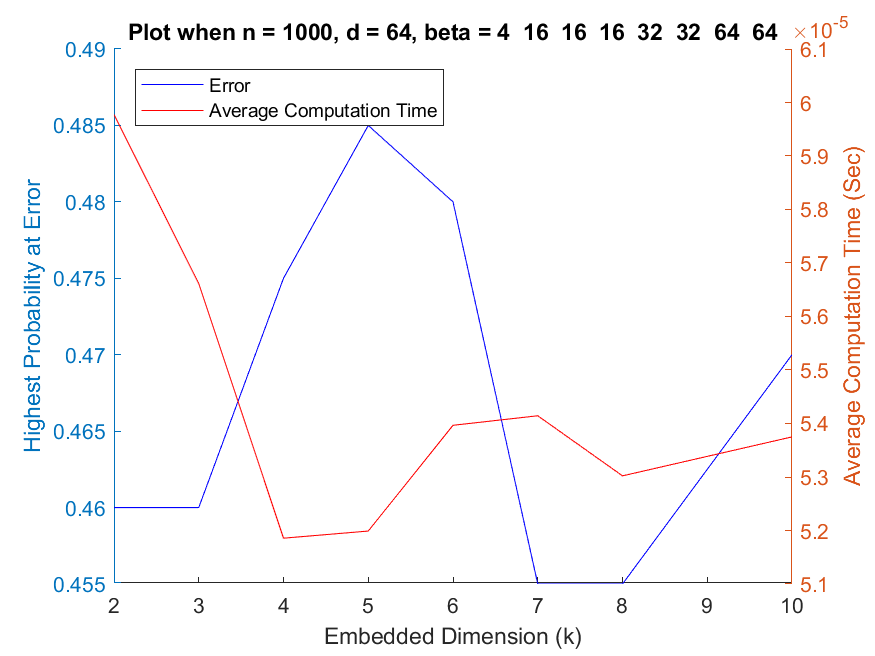 Plot when n = 1000, d = 64, beta = 4  16  16  16  32  32  64  64
×10-5
Error
Average Computation Time
Highest Probability at Error
0.49
0.485
0.48
0.475
0.47
0.465
0.46
0.455
6.1
6
5.9
5.8
5.7
5.6
5.5
5.4
5.3
5.2
5.1
Average Computation Time (Sec)
2 3 4 5 6 7 8 9 10
Embedded Dimension (k)